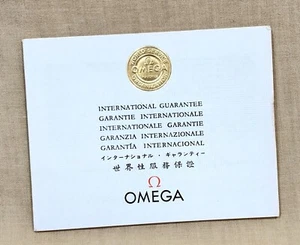 INTERNATIONAL GUARANTEE
GARANTIE INTERNATIONALE
INTERNATIONALE GARANTIE
GARANZIA INTERNAZIONALE
GARANTÍA INTERNACIONAL
インターナショナル・ギャランティー
世界性服務保證
Ω
OMEGA